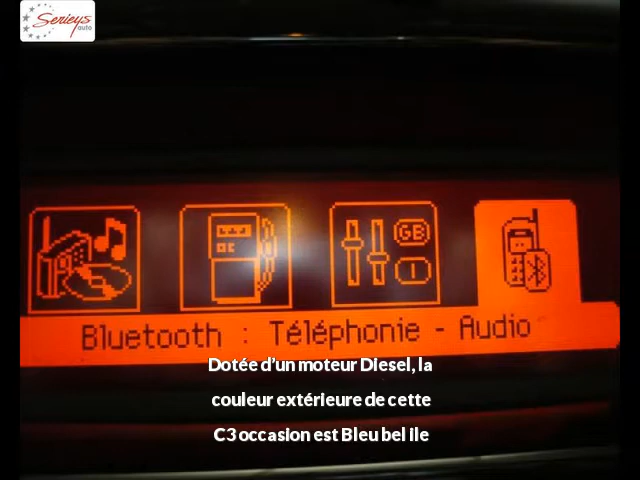 Serieys
auto
GB
I
Bluetooth : Téléphonie - Audio
Dotée d'un moteur Diesel, la
couleur extérieure de cette
C3 occasion est Bleu bel ile